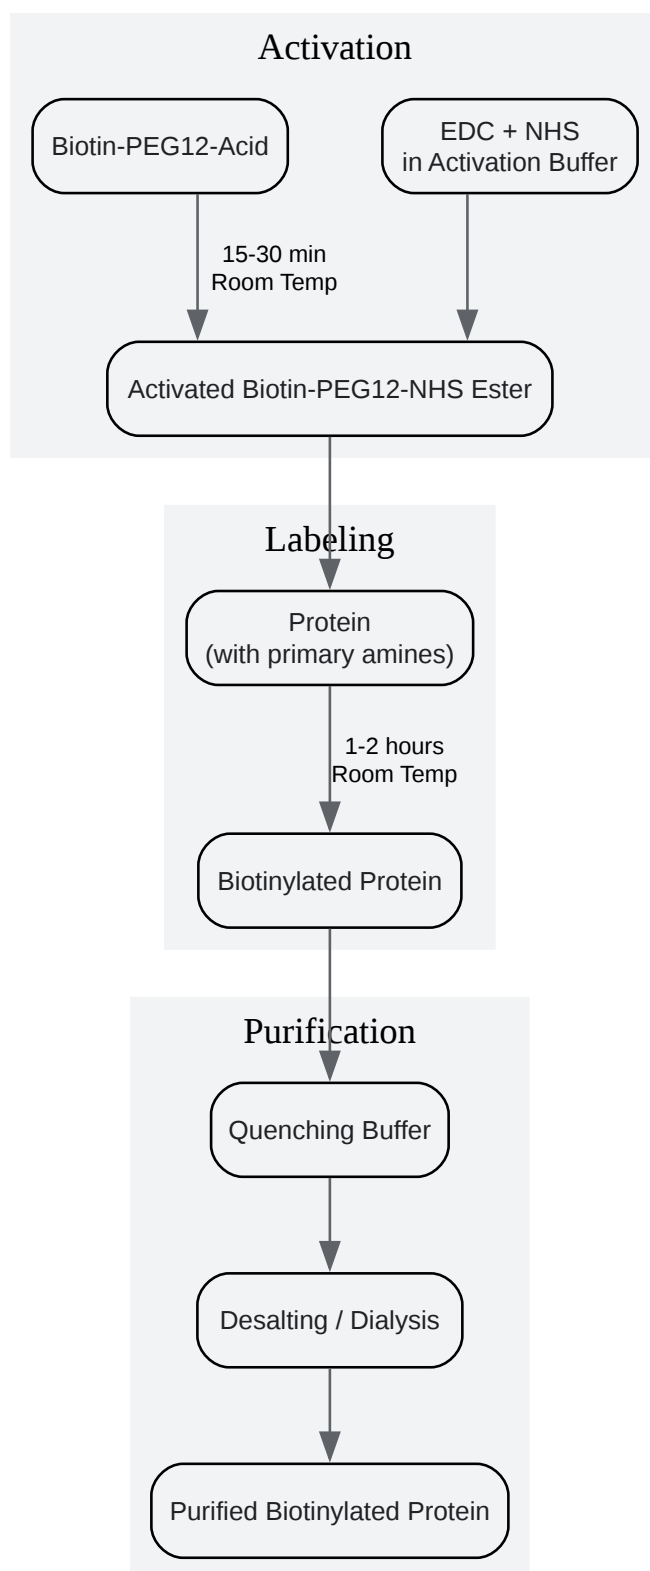 Activation
Biotin-PEG12-Acid
EDC + NHS
in Activation Buffer
15-30 min
Room Temp
Activated Biotin-PEG12-NHS Ester
Labeling
Protein
(with primary amines)
1-2 hours
Room Temp
Biotinylated Protein
Purification
Quenching Buffer
Desalting / Dialysis
Purified Biotinylated Protein